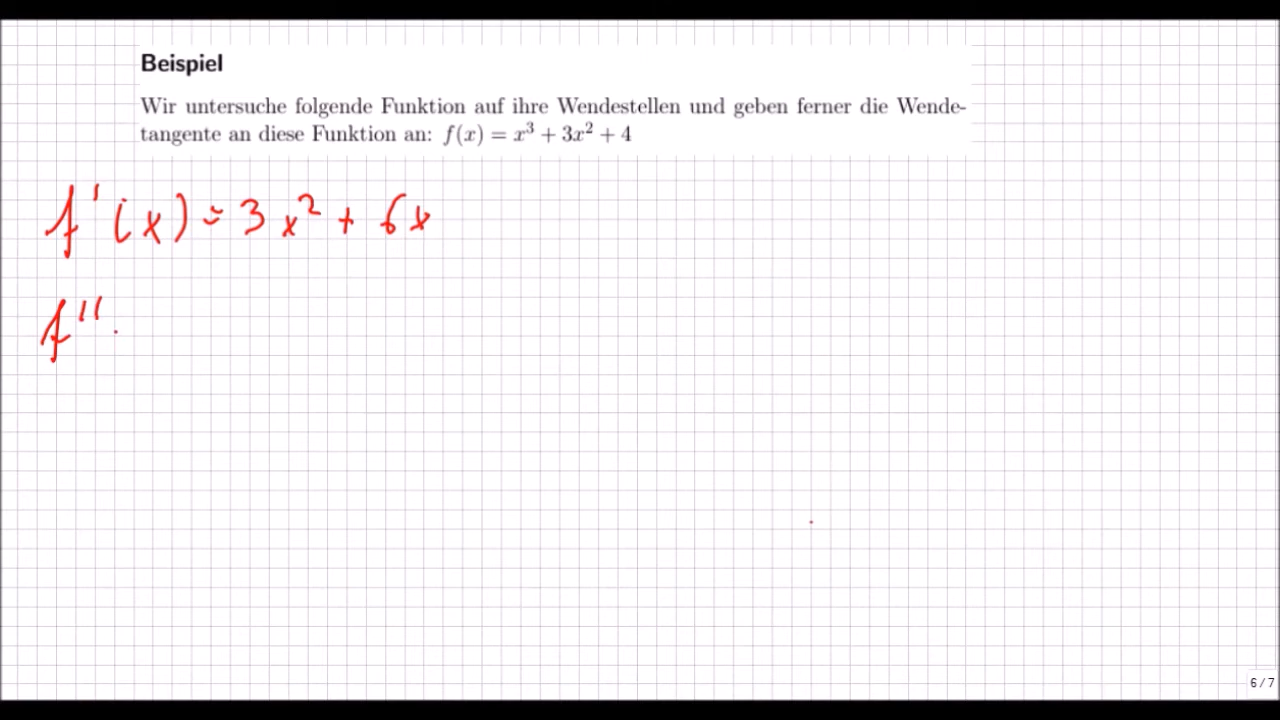 Beispiel
Wir untersuche folgende Funktion auf ihre Wendestellen und geben ferner die Wende-
tangente an diese Funktion an: f(x) = x³ + 3x² + 4
f'(x) = 3x² + 6x
f''
6 / 7